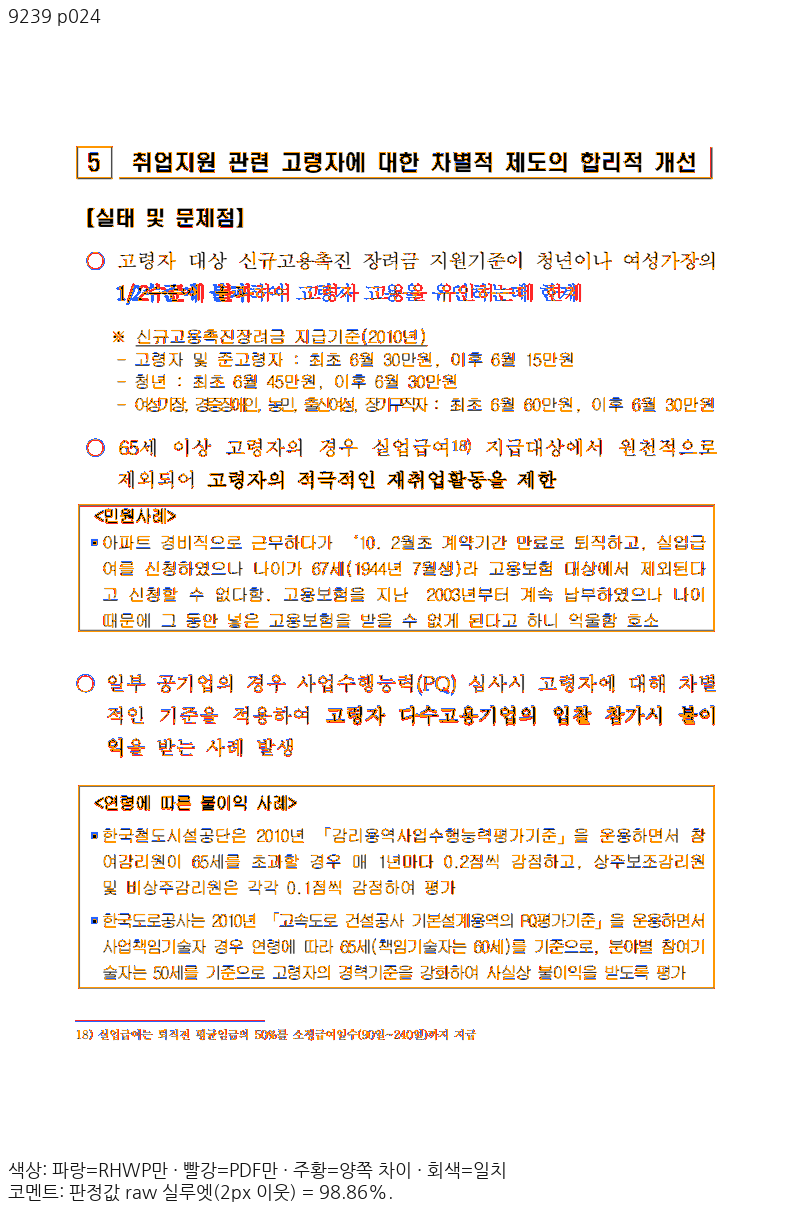 9239 p024
5 취업지원 관련 고령자에 대한 차별적 제도의 합리적 개선
【실태 및 문제점】
○ 고령자 대상 신규고용촉진 장려금 지원기준이 청년이나 여성가장의
1/2수준에 불과하여 고령자 고용을 유인하는데 한계
※ 신규고용촉진장려금 지급기준(2010년)
- 고령자 및 준고령자 : 최초 6월 30만원, 이후 6월 15만원
- 청년 : 최초 6월 45만원, 이후 6월 30만원
- 여성가장, 경증장애인, 농민, 출산여성, 장기구직자 : 최초 6월 60만원, 이후 6월 30만원
○ 65세 이상 고령자의 경우 실업급여18) 지급대상에서 원천적으로
제외되어 고령자의 적극적인 재취업활동을 제한
<민원사례>
▪아파트 경비직으로 근무하다가 '10. 2월초 계약기간 만료로 퇴직하고, 실업급
여를 신청하였으나 나이가 67세(1944년 7월생)라 고용보험 대상에서 제외된다
고 신청할 수 없다함. 고용보험을 지난 2003년부터 계속 납부하였으나 나이
때문에 그 동안 넣은 고용보험을 받을 수 없게 된다고 하니 억울함 호소
○ 일부 공기업의 경우 사업수행능력(PQ) 심사시 고령자에 대해 차별
적인 기준을 적용하여 고령자 다수고용기업의 입찰 참가시 불이
익을 받는 사례 발생
<연령에 따른 불이익 사례>
▪한국철도시설공단은 2010년 「감리용역사업수행능력평가기준」을 운용하면서 참
여감리원이 65세를 초과할 경우 매 1년마다 0.2점씩 감점하고, 상주보조감리원
및 비상주감리원은 각각 0.1점씩 감점하여 평가
▪한국도로공사는 2010년 「고속도로 건설공사 기본설계용역의 PQ평가기준」을 운용하면서
사업책임기술자 경우 연령에 따라 65세(책임기술자는 60세)를 기준으로, 분야별 참여기
술자는 50세를 기준으로 고령자의 경력기준을 강화하여 사실상 불이익을 받도록 평가
18) 실업급여는 퇴직전 평균임금의 50%를 소정급여일수(90일~240일)까지 지급
색상: 파랑=RHWP만 · 빨강=PDF만 · 주황=양쪽 차이 · 회색=일치
코멘트: 판정값 raw 실루엣(2px 이웃) = 98.86%.